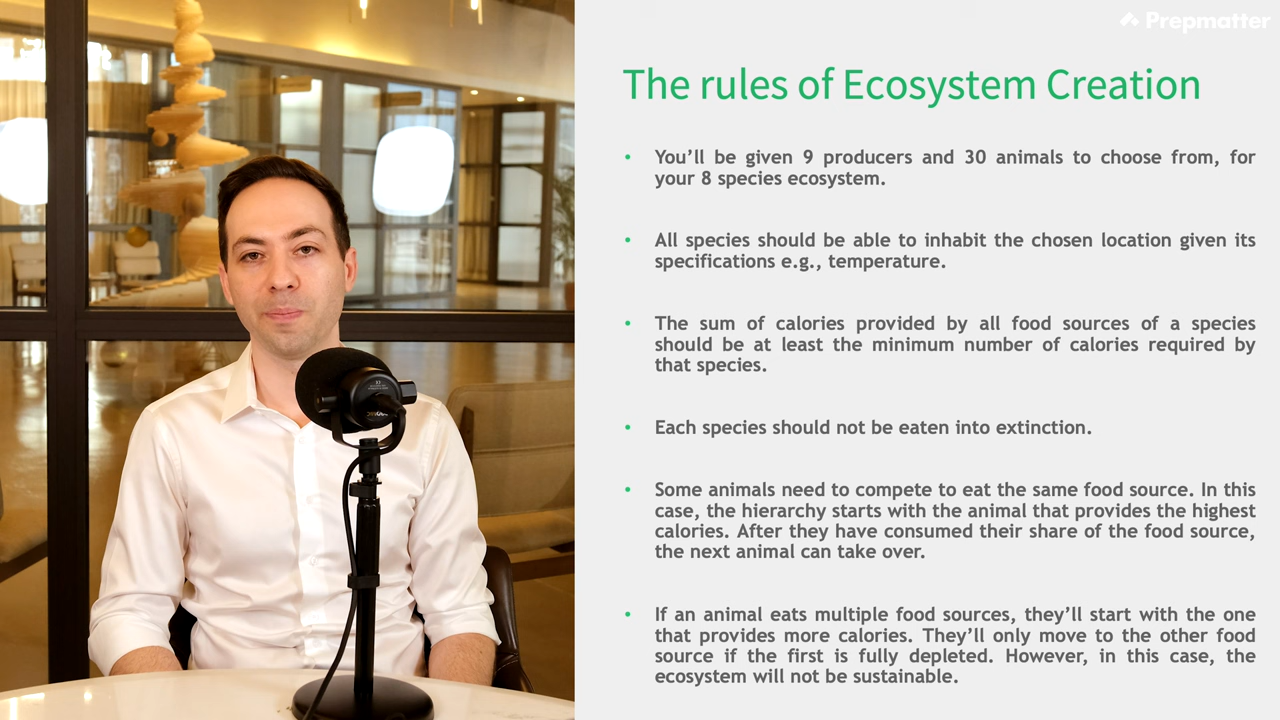 Prepmatter
The rules of Ecosystem Creation
• You’ll be given 9 producers and 30 animals to choose from, for
your 8 species ecosystem.
• All species should be able to inhabit the chosen location given its
specifications e.g., temperature.
• The sum of calories provided by all food sources of a species
should be at least the minimum number of calories required by
that species.
• Each species should not be eaten into extinction.
• Some animals need to compete to eat the same food source. In this
case, the hierarchy starts with the animal that provides the highest
calories. After they have consumed their share of the food source,
the next animal can take over.
• If an animal eats multiple food sources, they’ll start with the one
that provides more calories. They’ll only move to the other food
source if the first is fully depleted. However, in this case, the
ecosystem will not be sustainable.